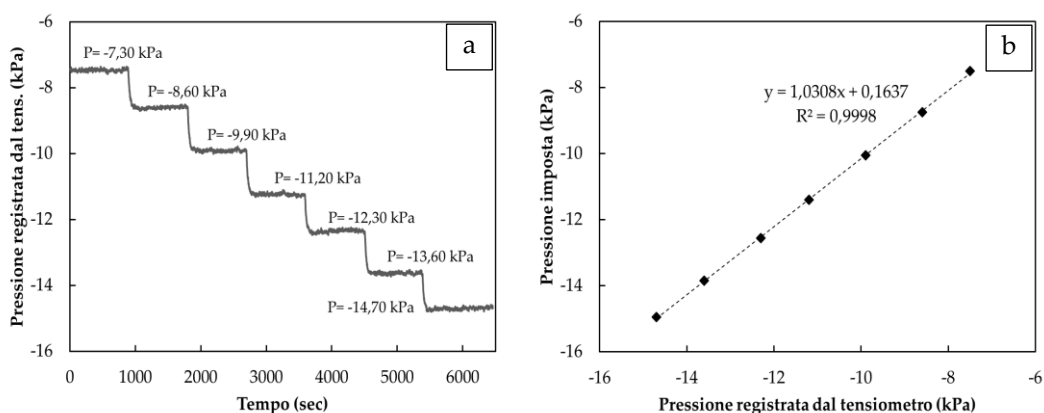 a
Pressione registrata dal tens. (kPa)
-6
-8
-10
-12
-14
-16
P= -7,30 kPa
P= -8,60 kPa
P= -9,90 kPa
P= -11,20 kPa
P= -12,30 kPa
P= -13,60 kPa
P= -14,70 kPa
0 1000 2000 3000 4000 5000 6000
Tempo (sec)
b
Pressione imposta (kPa)
-6
-8
-10
-12
-14
-16
y = 1,0308x + 0,1637
R² = 0,9998
-16 -14 -12 -10 -8 -6
Pressione registrata dal tensiometro (kPa)